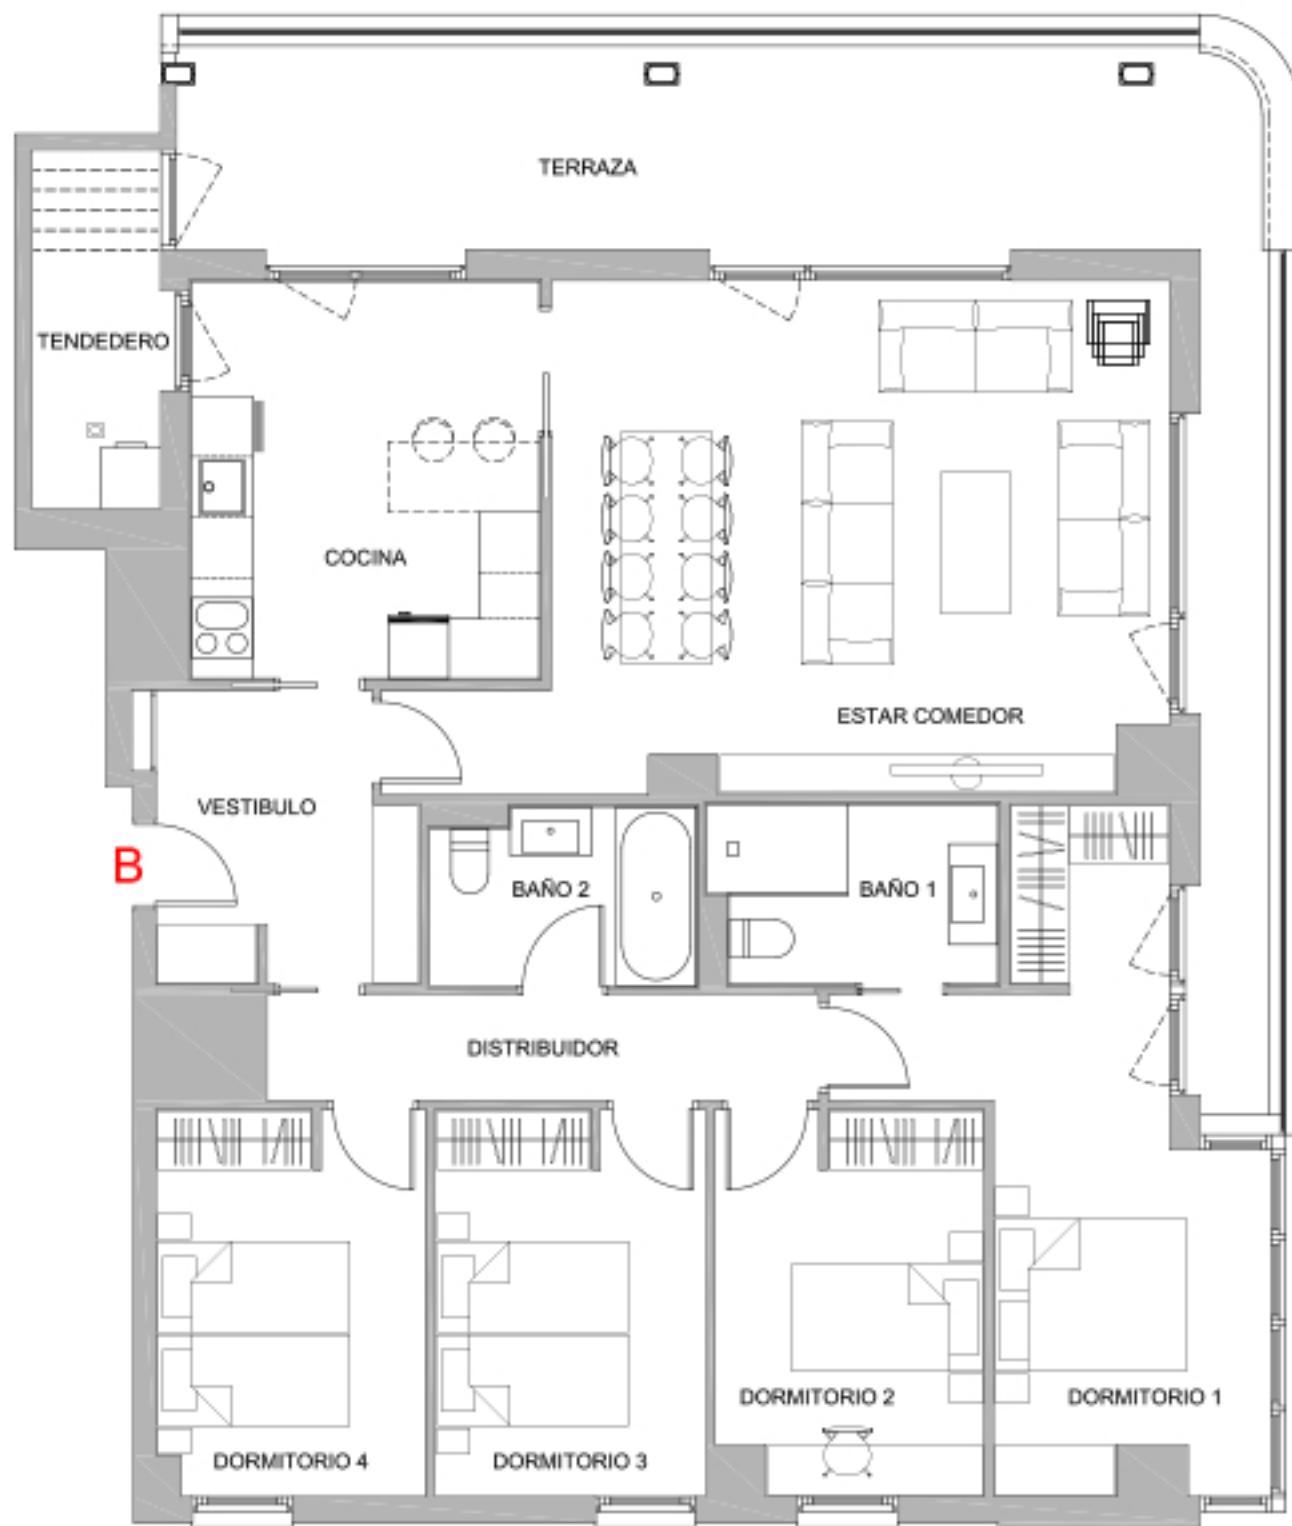 TERRAZA
TENDEDERO
COCINA
ESTAR COMEDOR
VESTIBULO
B
BAÑO 2
BAÑO 1
DISTRIBUIDOR
DORMITORIO 2
DORMITORIO 1
DORMITORIO 4
DORMITORIO 3